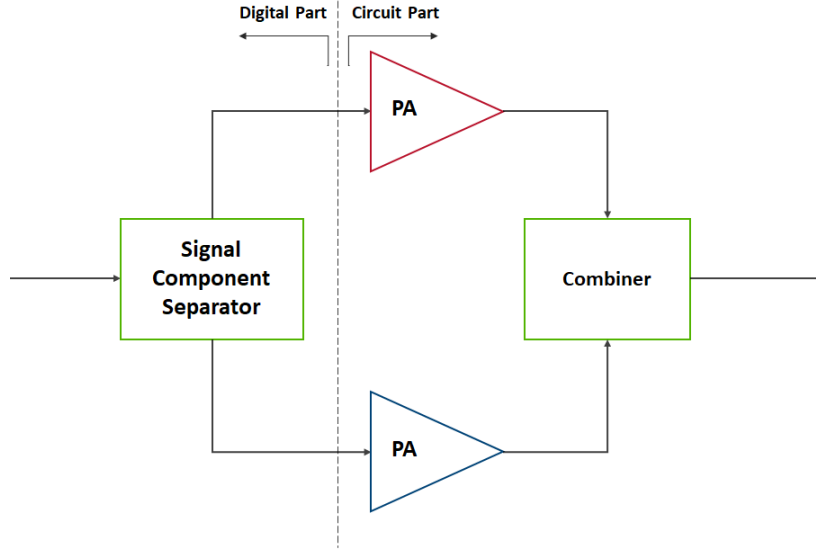 Digital Part
Circuit Part
PA
Signal
Component
Separator
Combiner
PA